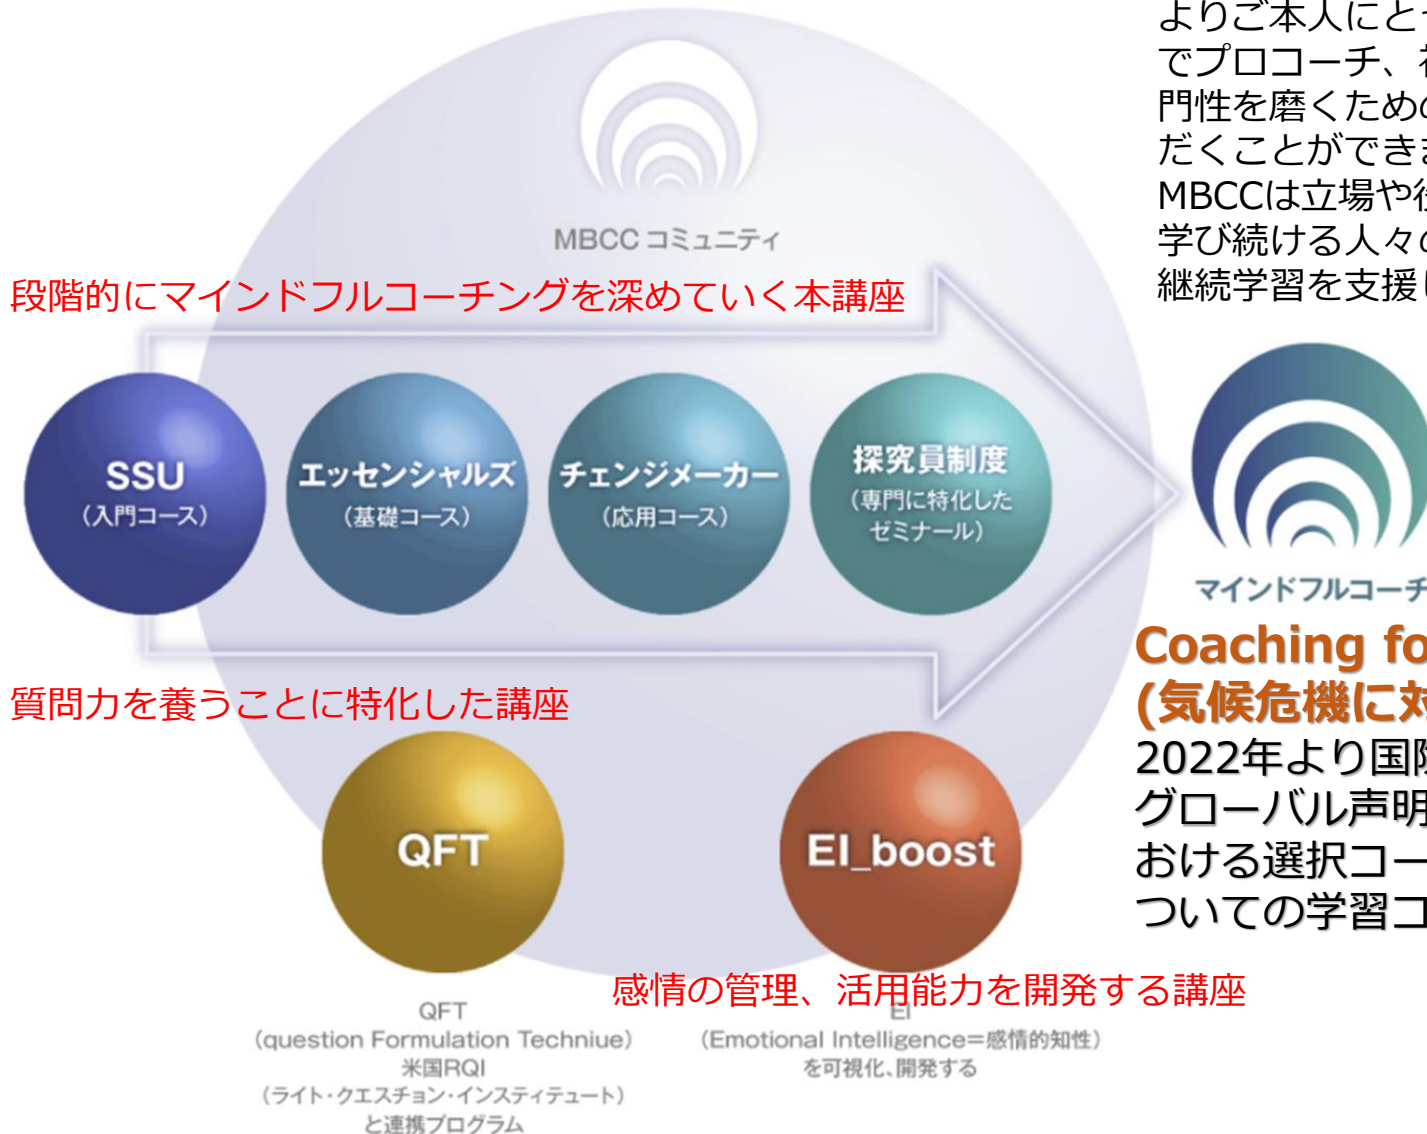 よりご本人にとっ
でプロコーチ、
門性を磨くための
だくことができま
MBCCは立場や役
学び続ける人々の
継続学習を支援し
MBCC コミュニティ
段階的にマインドフルコーチングを深めていく本講座
SSU
（入門コース）
エッセンシャルズ
（基礎コース）
チェンジメーカー
（応用コース）
探究員制度
（専門に特化した
ゼミナール）
マインドフルコーチ
Coaching fo
(気候危機に対
2022年より国際
グローバル声明
おける選択コー
ついての学習コ
質問力を養うことに特化した講座
QFT
EI_boost
感情の管理、活用能力を開発する講座
QFT
（question Formulation Techniue）
米国RQI
（ライト・クエスチョン・インスティテュート）
と連携プログラム
EI
（Emotional Intelligence＝感情的知性）
を可視化、開発する